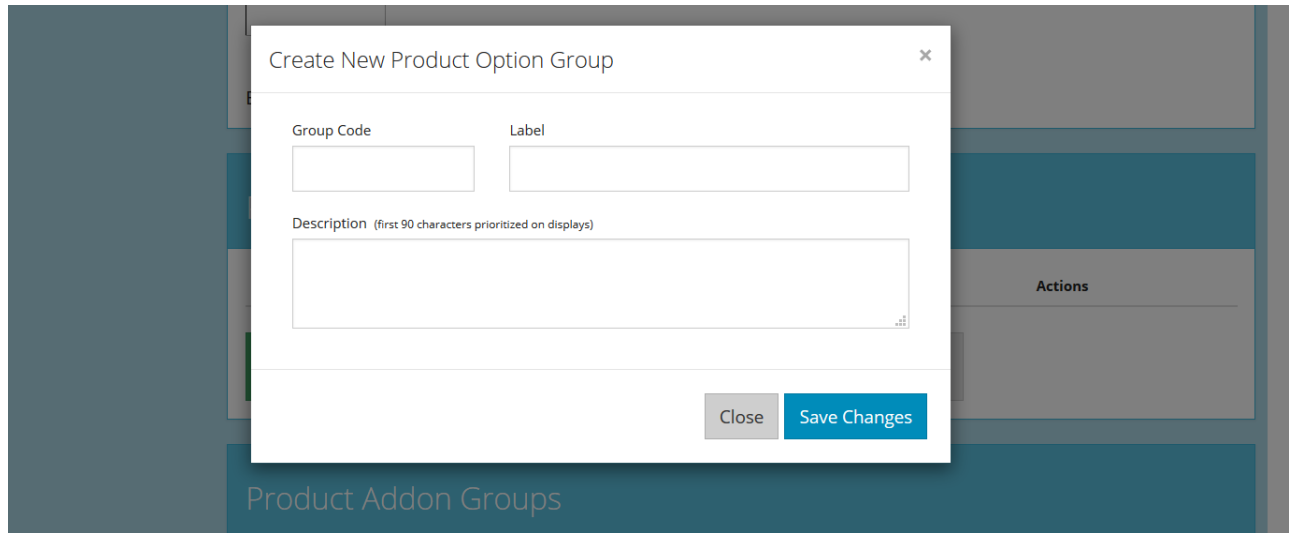 Create New Product Option Group ×
Group Code Label
Description (first 90 characters prioritized on displays)
Actions
Close Save Changes
Product Addon Groups